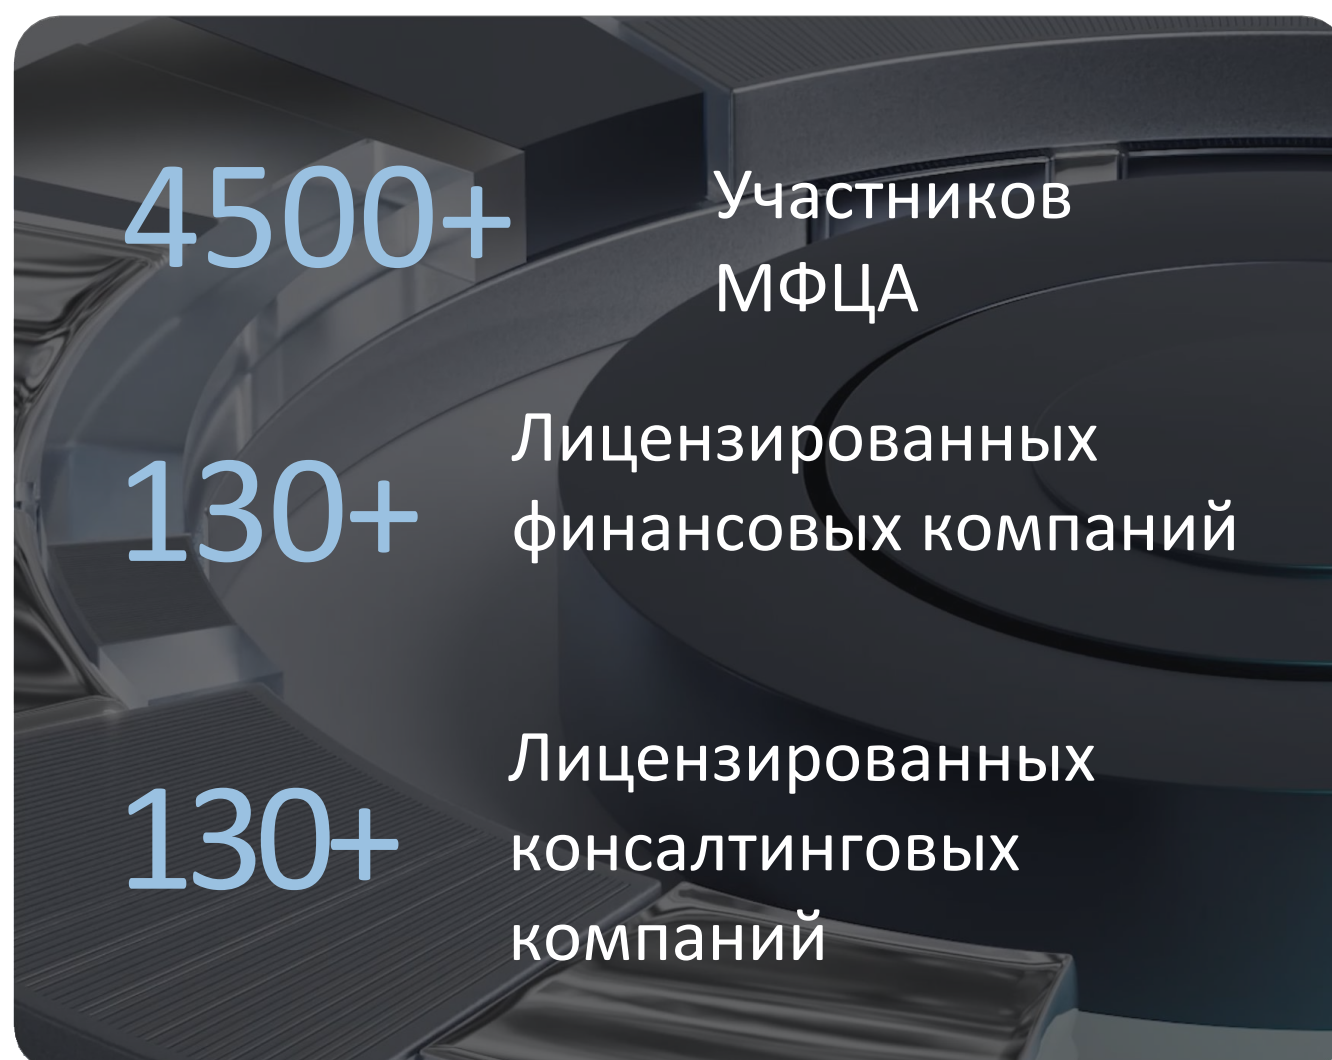 4500+
Участников
МФЦА
130+
Лицензированных
финансовых компаний
130+
Лицензированных
консалтинговых
компаний